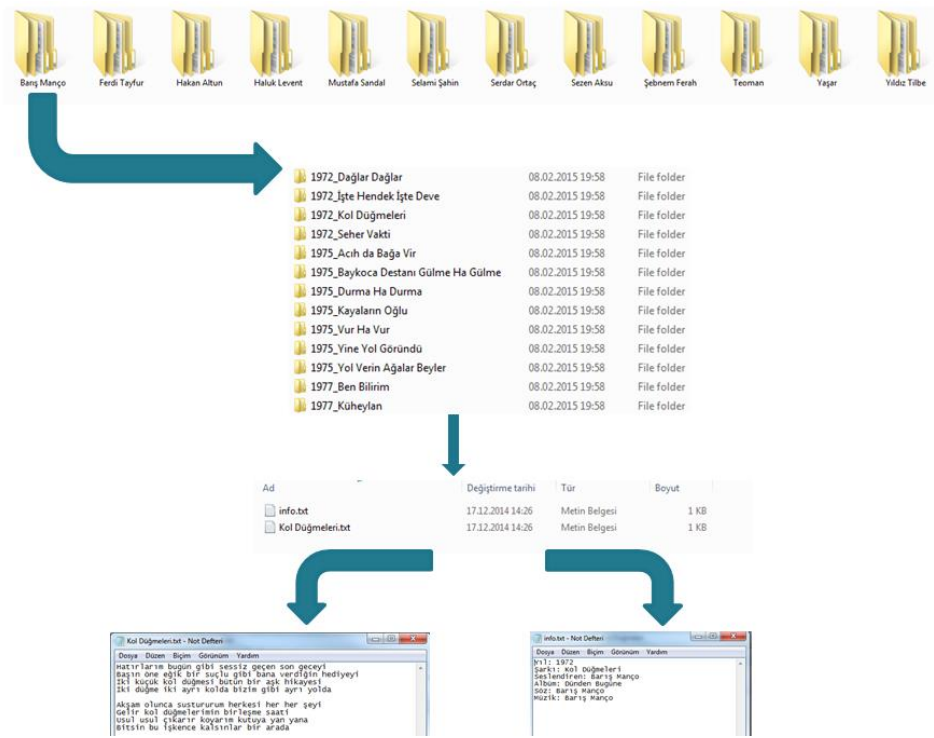 Barış Manço
Ferdi Tayfur
Hakan Altun
Haluk Levent
Mustafa Sandal
Selami Şahin
Serdar Ortaç
Sezen Aksu
Şebnem Ferah
Teoman
Yaşar
Yıldız Tilbe
1972_Dağlar Dağlar 08.02.2015 19:58 File folder
1972_İşte Hendek İşte Deve 08.02.2015 19:58 File folder
1972_Kol Düğmeleri 08.02.2015 19:58 File folder
1972_Seher Vakti 08.02.2015 19:58 File folder
1975_Acıh da Bağa Vir 08.02.2015 19:58 File folder
1975_Baykoca Destanı Gülme Ha Gülme 08.02.2015 19:58 File folder
1975_Durma Ha Durma 08.02.2015 19:58 File folder
1975_Kayaların Oğlu 08.02.2015 19:58 File folder
1975_Vur Ha Vur 08.02.2015 19:58 File folder
1975_Yine Yol Göründü 08.02.2015 19:58 File folder
1975_Yol Verin Ağalar Beyler 08.02.2015 19:58 File folder
1977_Ben Bilirim 08.02.2015 19:58 File folder
1977_Küheylan 08.02.2015 19:58 File folder
Ad Değiştirme tarihi Tür Boyut
info.txt 17.12.2014 14:26 Metin Belgesi 1 KB
Kol Düğmeleri.txt 17.12.2014 14:26 Metin Belgesi 1 KB
Kol Düğmeleri.txt - Not Defteri
Dosya Düzen Biçim Görünüm Yardım
Hatırlarım bugün gibi sessiz geçen son geceyi
Başın öne eğik bir suçlu gibi bana verdiğin hediyeyi
İki küçük kol düğmesi bütün bir aşk hikayesi
İki düğme iki ayrı kolda bizim gibi ayrı yolda
Akşam olunca sustururum herkesi her her şeyi
Gelir kol düğmelerimin birleşme saati
Usul usul çıkarır koyarım kutuya yan yana
Bitsin bu işkence kalsınlar bir arada
info.txt - Not Defteri
Dosya Düzen Biçim Görünüm Yardım
Yıl: 1972
Şarkı: Kol Düğmeleri
Seslendiren: Barış Manço
Albüm: Dünden Bugüne
Söz: Barış Manço
Müzik: Barış Manço